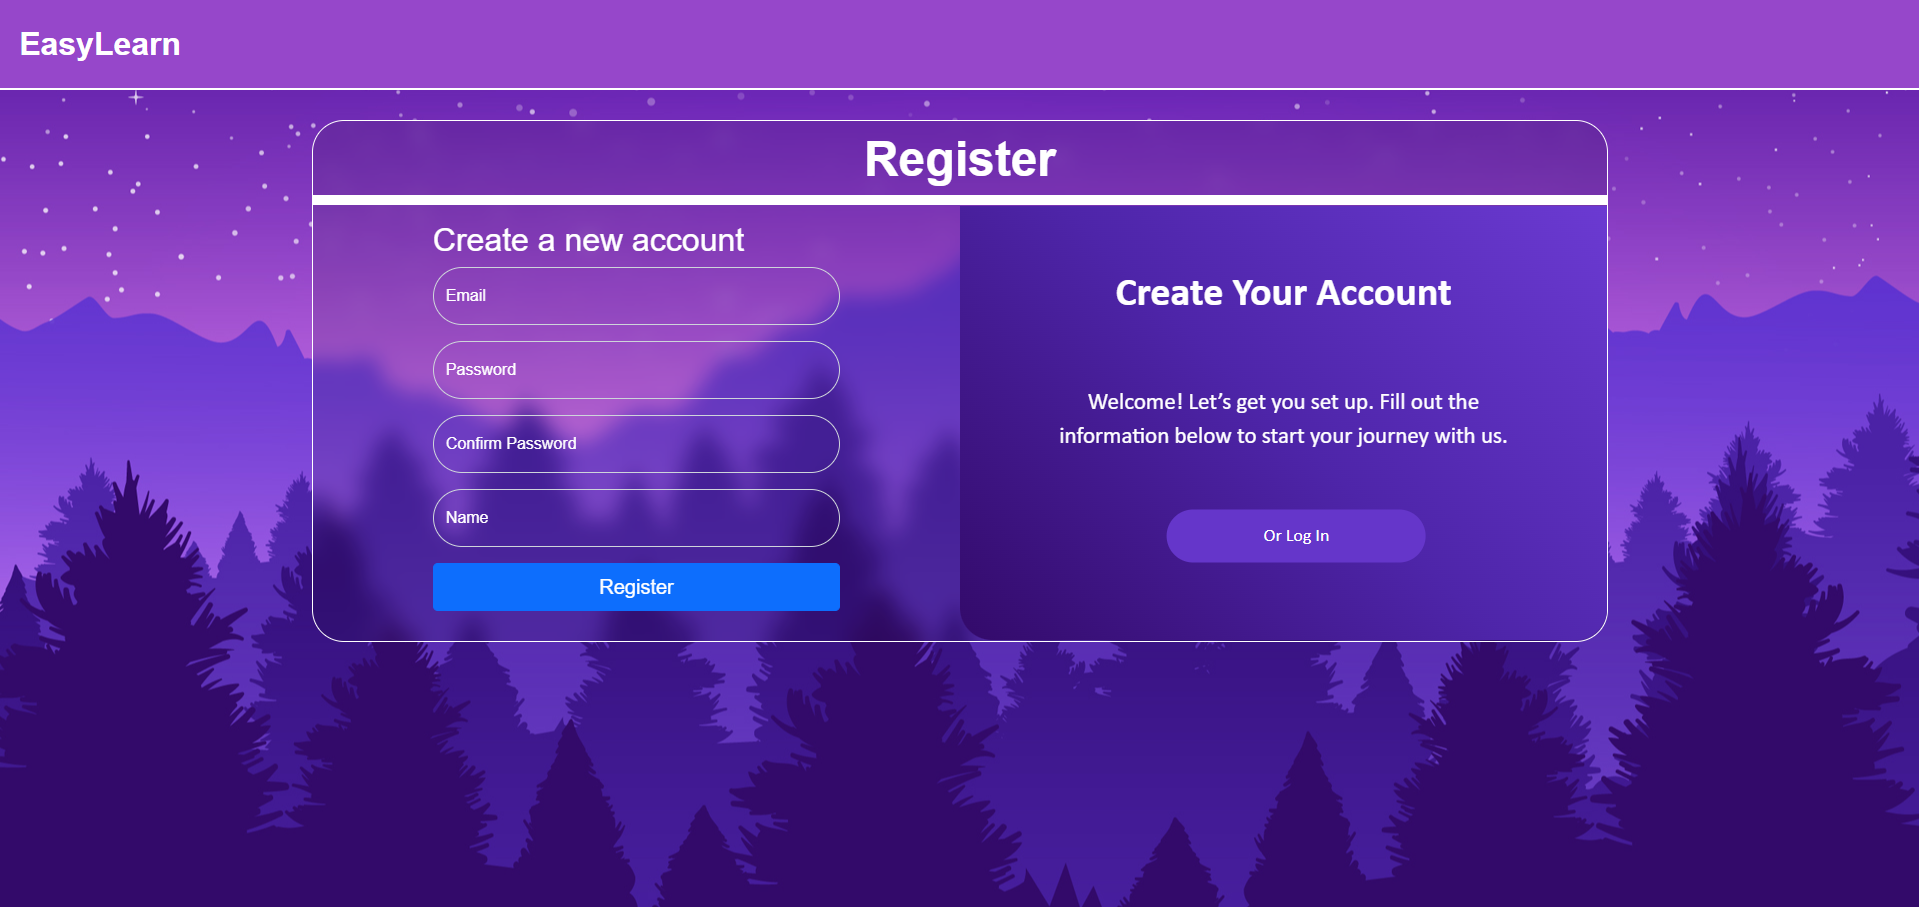 EasyLearn
Register
Create a new account
Email
Password
Confirm Password
Name
Register
Create Your Account
Welcome! Let’s get you set up. Fill out the
information below to start your journey with us.
Or Log In